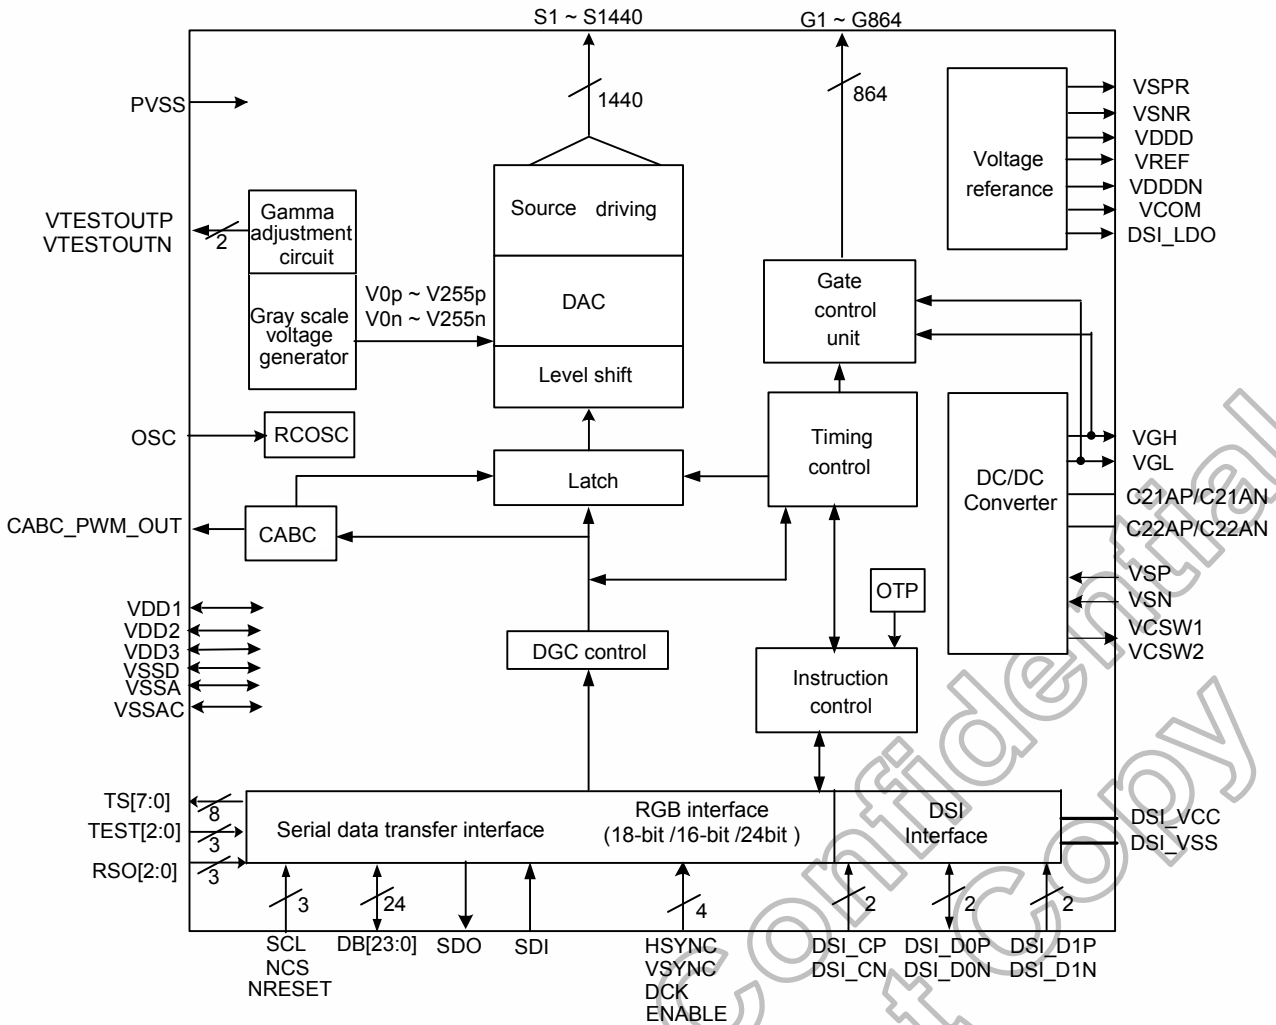 S1 ~ S1440
G1 ~ G864
1440
864
PVSS
VTESTOUTP
VTESTOUTN
2
Gamma
adjustment
circuit
Gray scale
voltage
generator
V0p ~ V255p
V0n ~ V255n
Source driving
DAC
Level shift
Gate
control
unit
Voltage
referance
VSPR
VSNR
VDDD
VREF
VDDDN
VCOM
DSI_LDO
OSC
RCOSC
Latch
Timing
control
DC/DC
Converter
VGH
VGL
C21AP/C21AN
C22AP/C22AN
VSP
VSN
VCSW1
VCSW2
CABC_PWM_OUT
CABC
OTP
VDD1
VDD2
VDD3
VSSD
VSSA
VSSAC
DGC control
Instruction
control
TS[7:0]
8
TEST[2:0]
3
RSO[2:0]
3
Serial data transfer interface
RGB interface
(18-bit /16-bit /24bit )
DSI
Interface
DSI_VCC
DSI_VSS
3
24
4
2
2
2
SCL
NCS
NRESET
DB[23:0]
SDO
SDI
HSYNC
VSYNC
DCK
ENABLE
DSI_CP
DSI_CN
DSI_D0P
DSI_D0N
DSI_D1P
DSI_D1N
Confidential
Copy